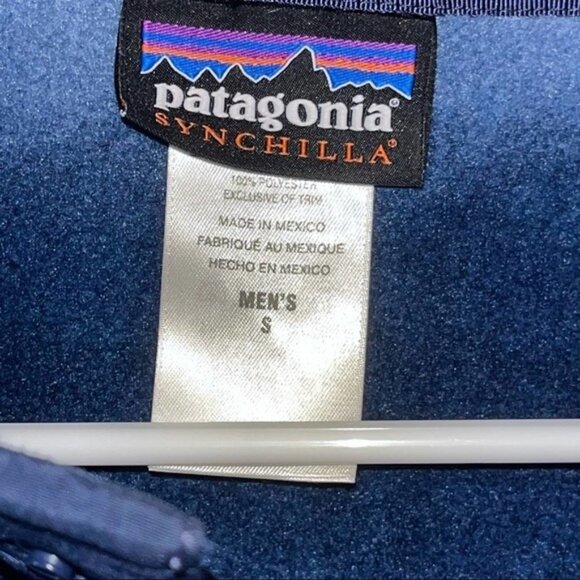 patagonia®
SYNCHILLA®
100% POLYESTER
EXCLUSIVE OF TRIM
MADE IN MEXICO
FABRIQUÉ AU MEXIQUE
HECHO EN MEXICO
MEN'S
S